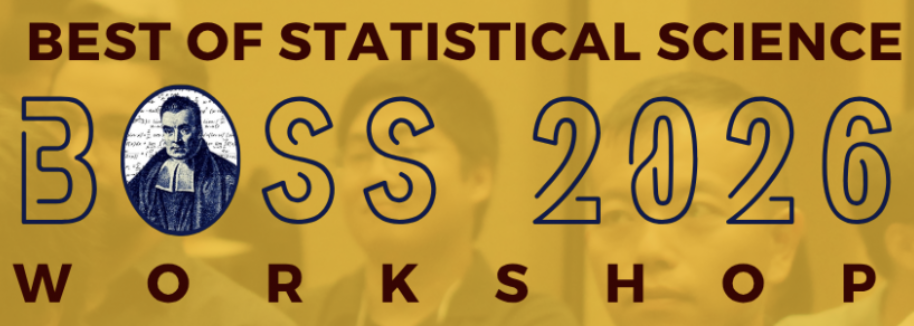 BEST OF STATISTICAL SCIENCE
BOSS 2026
WORKSHOP